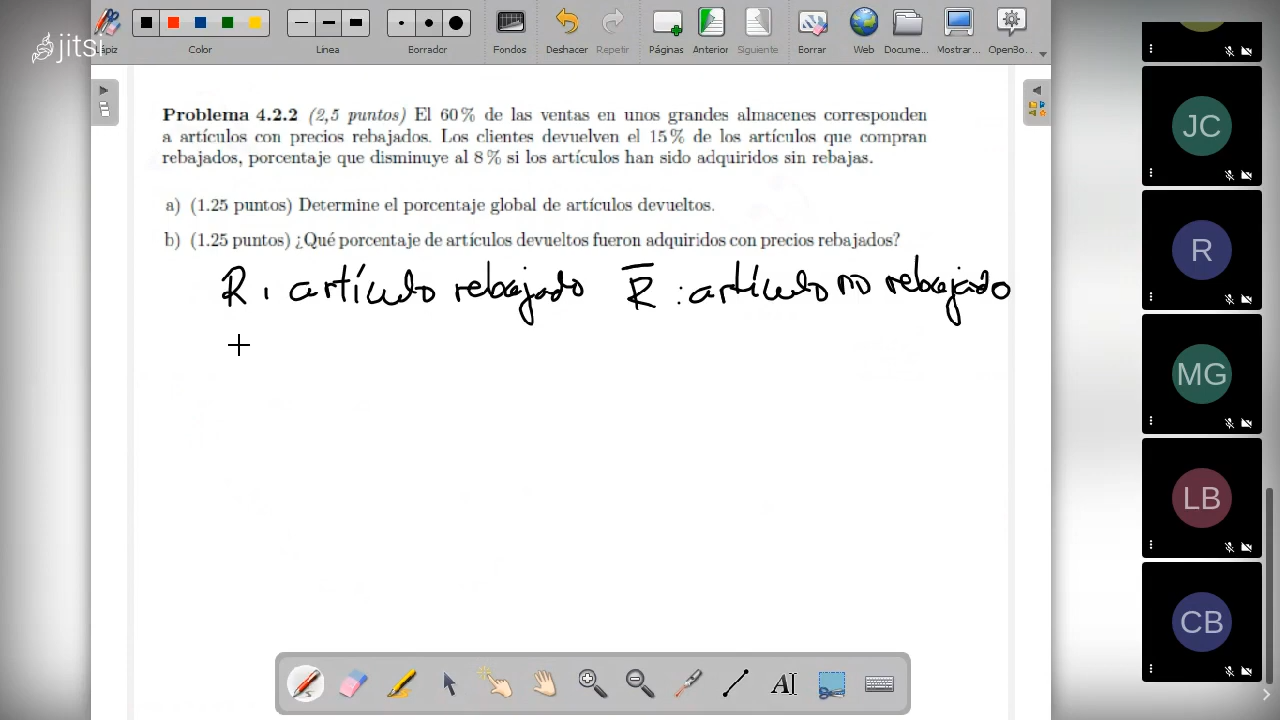 jitsi
Lápiz Color Linea Borrador Fondos Deshacer Repetir Páginas Anterior Siguiente Borrar Web Docume... Mostrar... OpenBo...
Problema 4.2.2 (2,5 puntos) El 60 % de las ventas en unos grandes almacenes corresponden
a artículos con precios rebajados. Los clientes devuelven el 15 % de los artículos que compran
rebajados, porcentaje que disminuye al 8 % si los artículos han sido adquiridos sin rebajas.
a) (1.25 puntos) Determine el porcentaje global de artículos devueltos.
b) (1.25 puntos) ¿Qué porcentaje de artículos devueltos fueron adquiridos con precios rebajados?
R : artículo rebajado R̅ : artículo no rebajado
AI
JC
R
MG
LB
CB